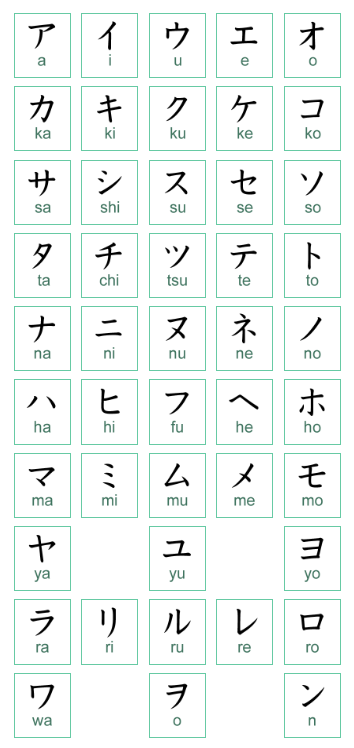 ア イ ウ エ オ
a i u e o
カ キ ク ケ コ
ka ki ku ke ko
サ シ ス セ ソ
sa shi su se so
タ チ ツ テ ト
ta chi tsu te to
ナ ニ ヌ ネ ノ
na ni nu ne no
ハ ヒ フ ヘ ホ
ha hi fu he ho
マ ミ ム メ モ
ma mi mu me mo
ヤ ユ ヨ
ya yu yo
ラ リ ル レ ロ
ra ri ru re ro
ワ ヲ ン
wa o n